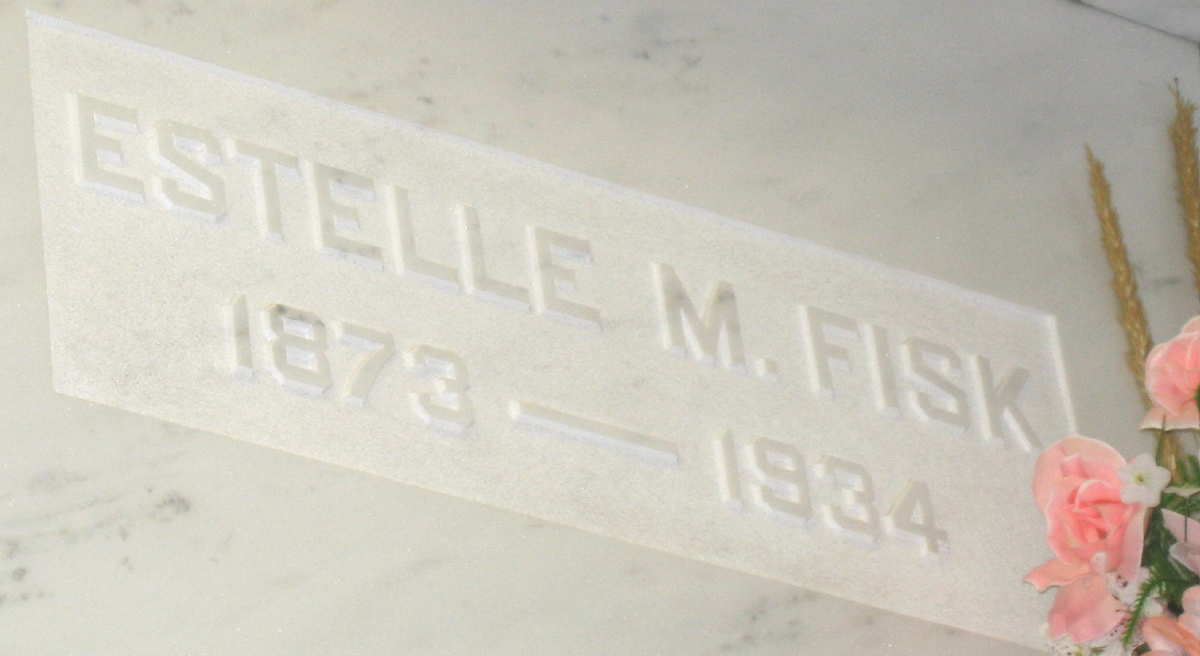 ESTELLE M. FISK
1873 — 1934